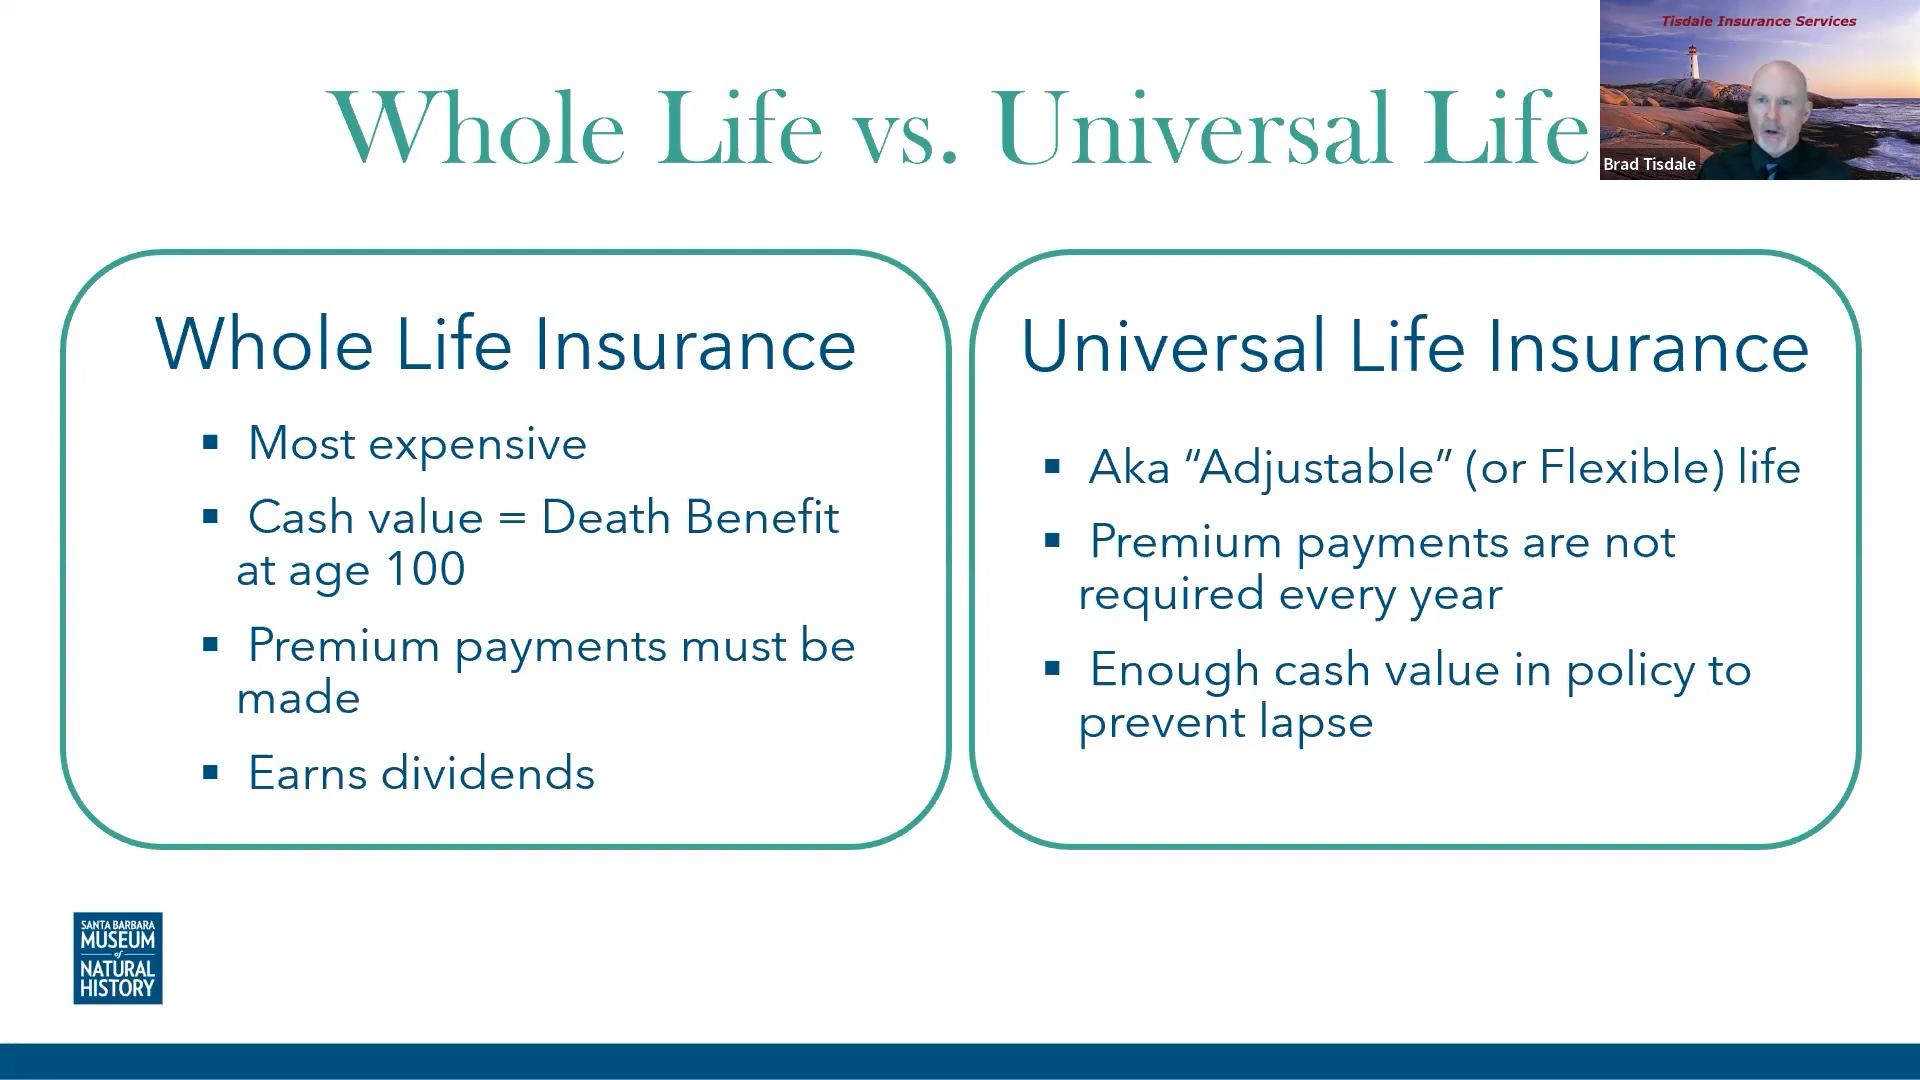 Tisdale Insurance Services
Whole Life vs. Universal Life
Brad Tisdale
Whole Life Insurance
▪ Most expensive
▪ Cash value = Death Benefit
at age 100
▪ Premium payments must be
made
▪ Earns dividends
Universal Life Insurance
▪ Aka “Adjustable” (or Flexible) life
▪ Premium payments are not
required every year
▪ Enough cash value in policy to
prevent lapse
SANTA BARBARA
MUSEUM
of
NATURAL
HISTORY